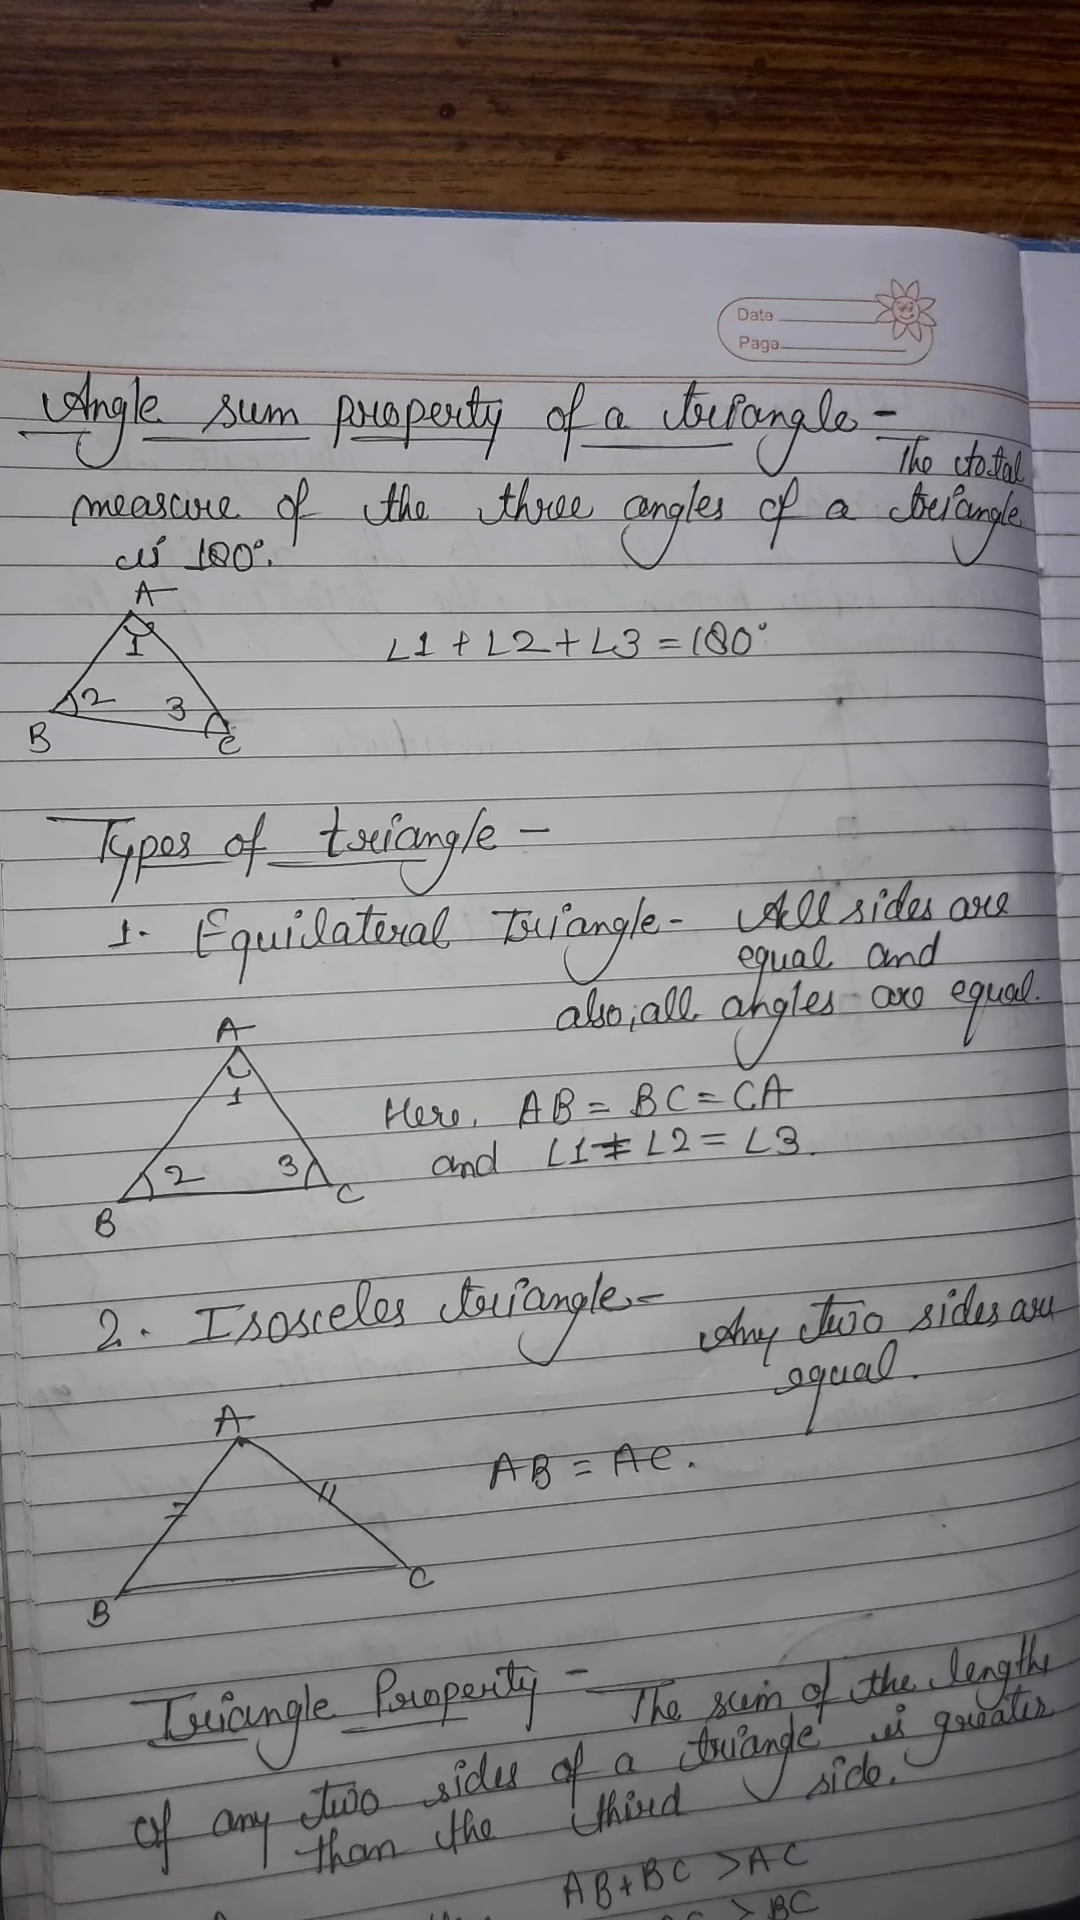 Date
Page
Angle sum property of a triangle -
The total
measure of the three angles of a triangle
is 180°.
A
1
2 3
B C
∠1 + ∠2 + ∠3 = 180°
Types of triangle -
1. Equilateral Triangle - All sides are
equal and
also, all angles are equal.
A
1
2 3
B C
Here, AB = BC = CA
and ∠1 = ∠2 = ∠3.
2. Isosceles triangle -
Any two sides are
equal.
A
B C
AB = AC.
Triangle Property - The sum of the lengths
of any two sides of a triangle is greater
than the third side.
AB + BC > AC
> BC